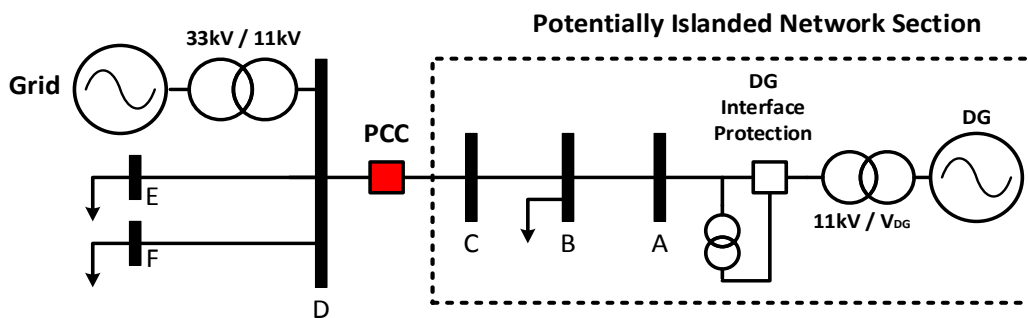 Potentially Islanded Network Section
33kV / 11kV
Grid
PCC
DG
Interface
Protection
DG
E
F
D
C
B
A
11kV / VDG